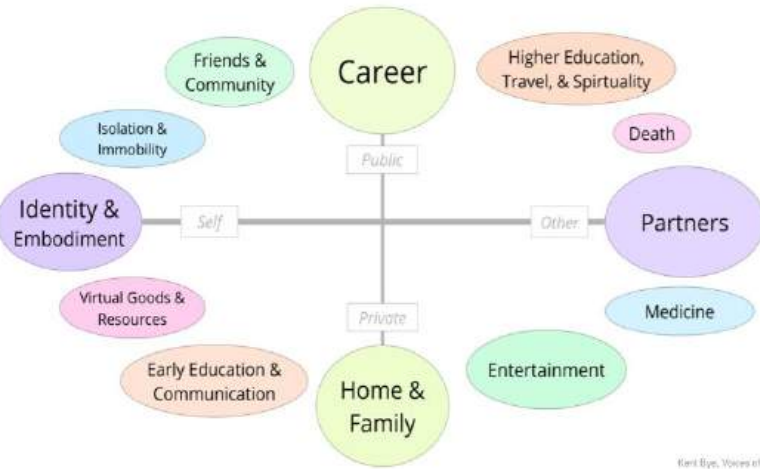 Friends &
Community
Career
Higher Education,
Travel, & Spirtuality
Isolation &
Immobility
Death
Public
Identity &
Embodiment
Self
Other
Partners
Virtual Goods &
Resources
Private
Medicine
Early Education &
Communication
Home &
Family
Entertainment
Kent Bye, Voices of